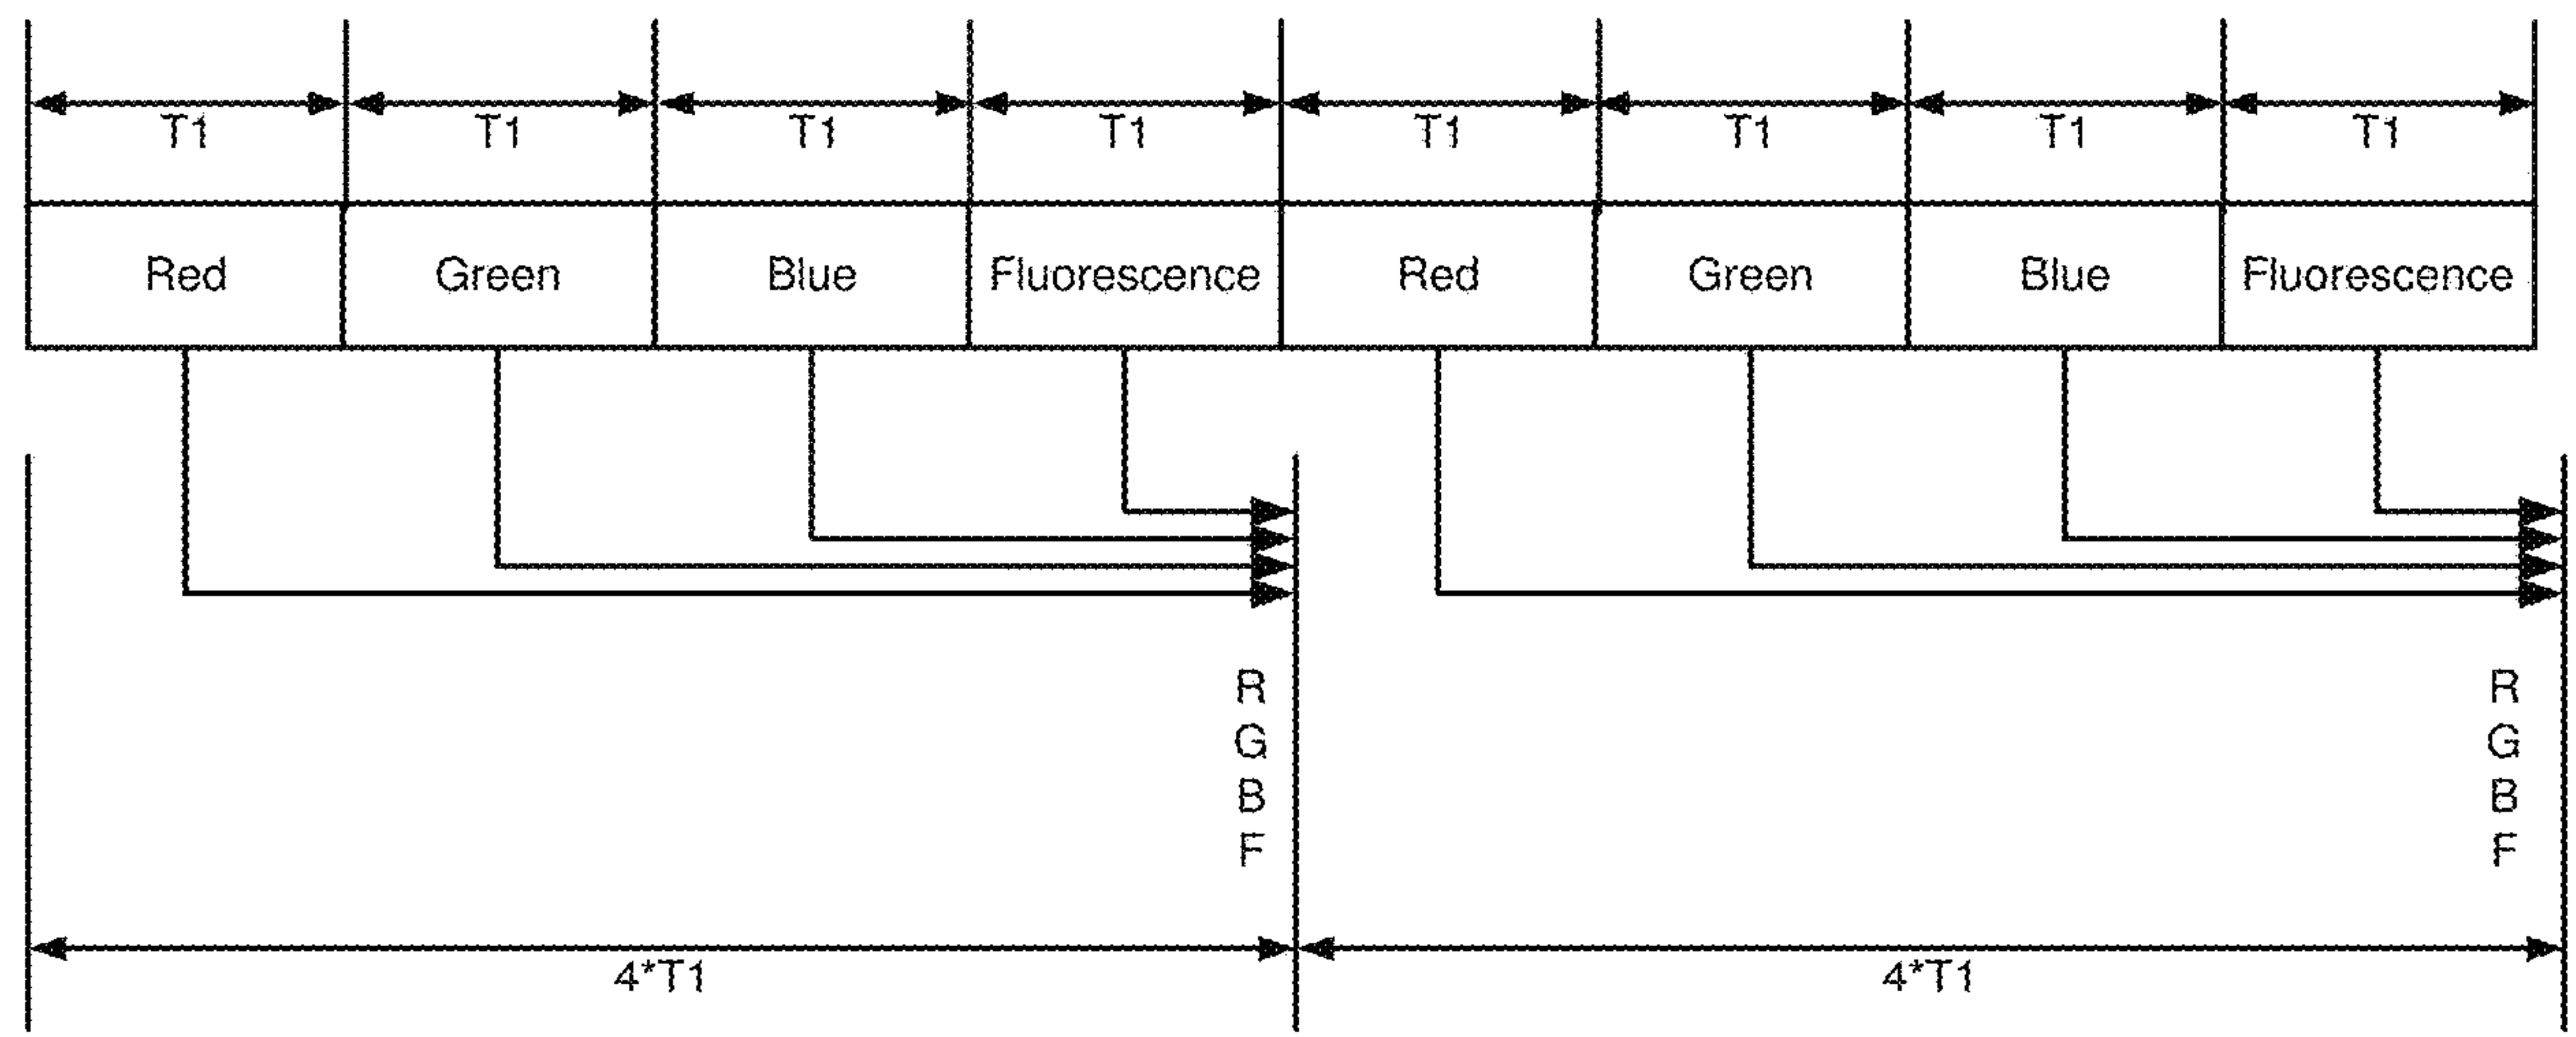 T1 T1 T1 T1 T1 T1 T1 T1
Red Green Blue Fluorescence Red Green Blue Fluorescence
R R
G G
B B
F F
4*T1 4*T1